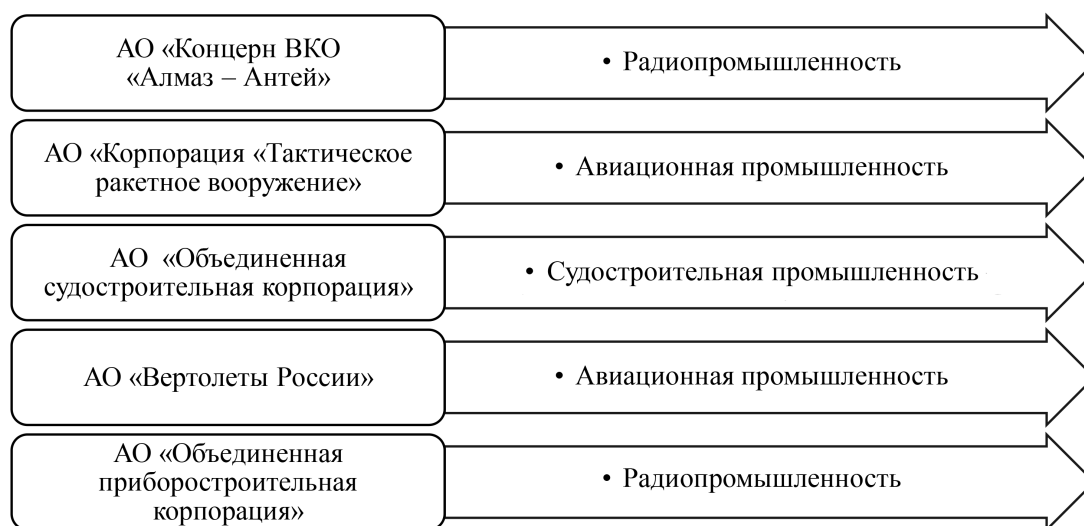 АО «Концерн ВКО
«Алмаз – Антей»
• Радиопромышленность
АО «Корпорация «Тактическое
ракетное вооружение»
• Авиационная промышленность
АО «Объединенная
судостроительная корпорация»
• Судостроительная промышленность
АО «Вертолеты России»
• Авиационная промышленность
АО «Объединенная
приборостроительная
корпорация»
• Радиопромышленность